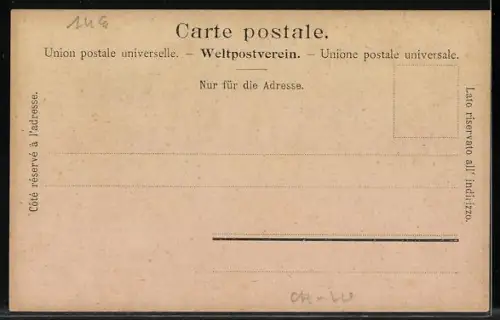 Carte postale.
Union postale universelle. – Weltpostverein. – Unione postale universale.
Nur für die Adresse.
Côté réservé à l'adresse.
Lato riservato all' indirizzo.